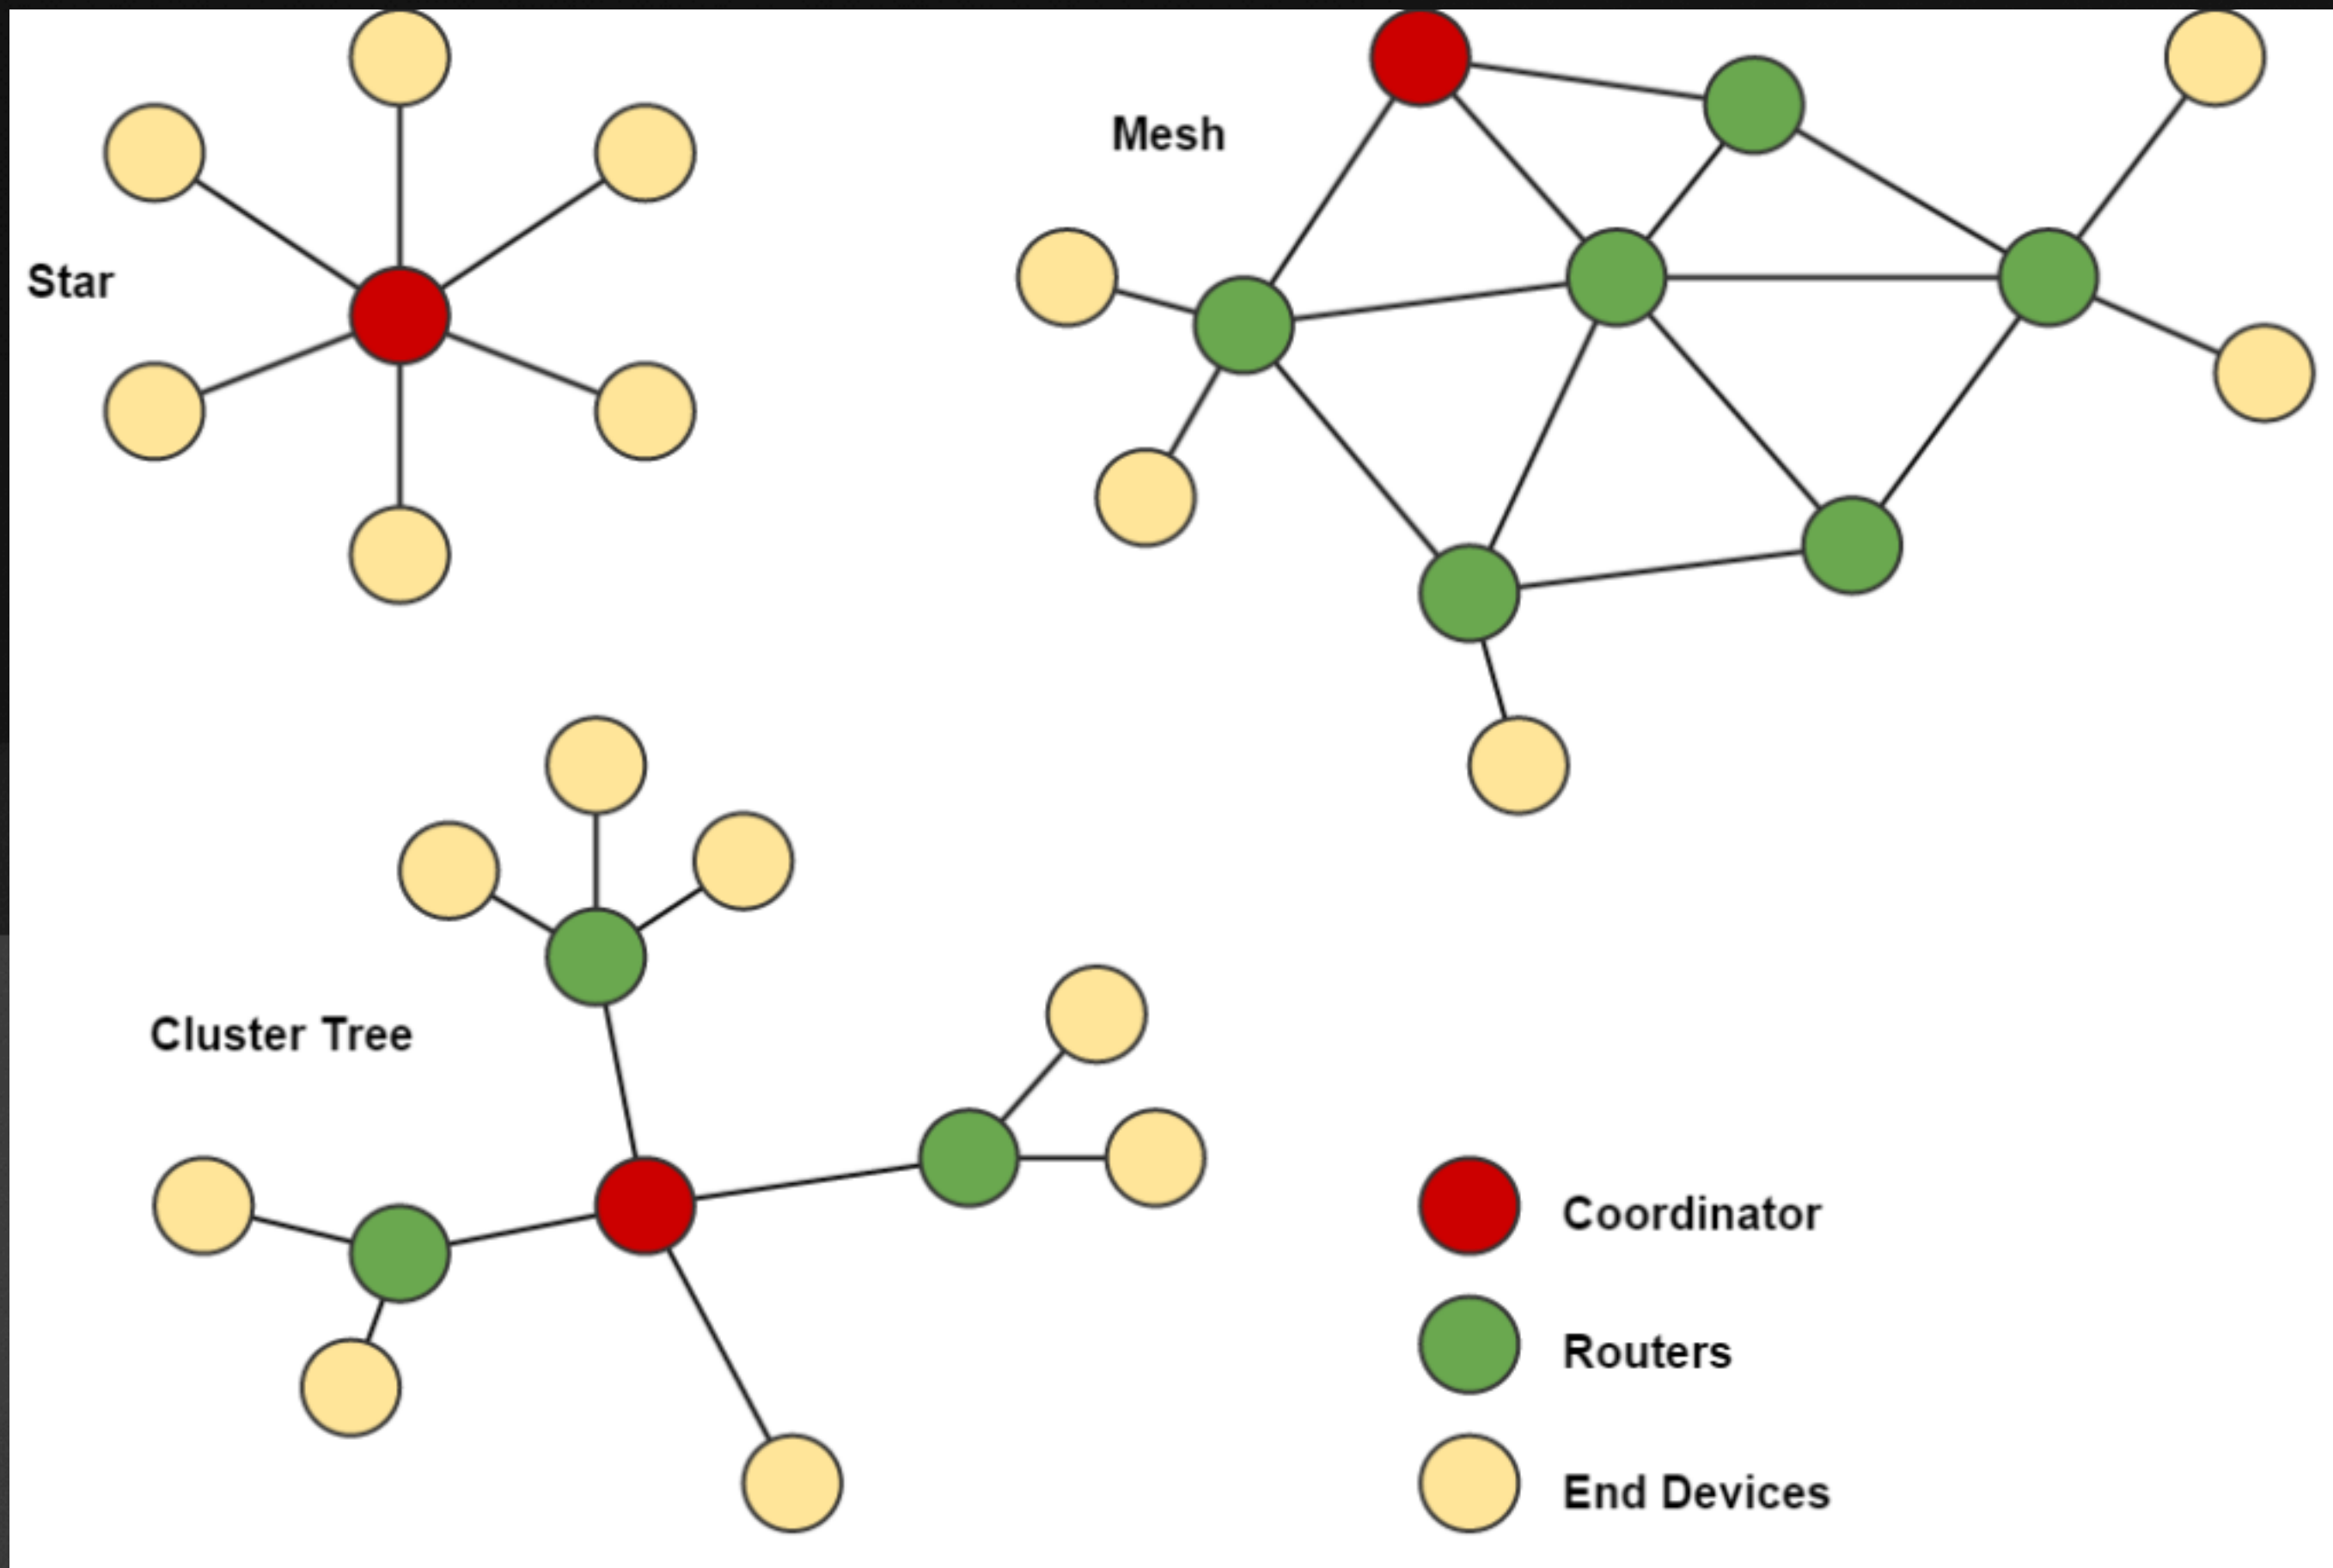 Star
Mesh
Cluster Tree
Coordinator
Routers
End Devices